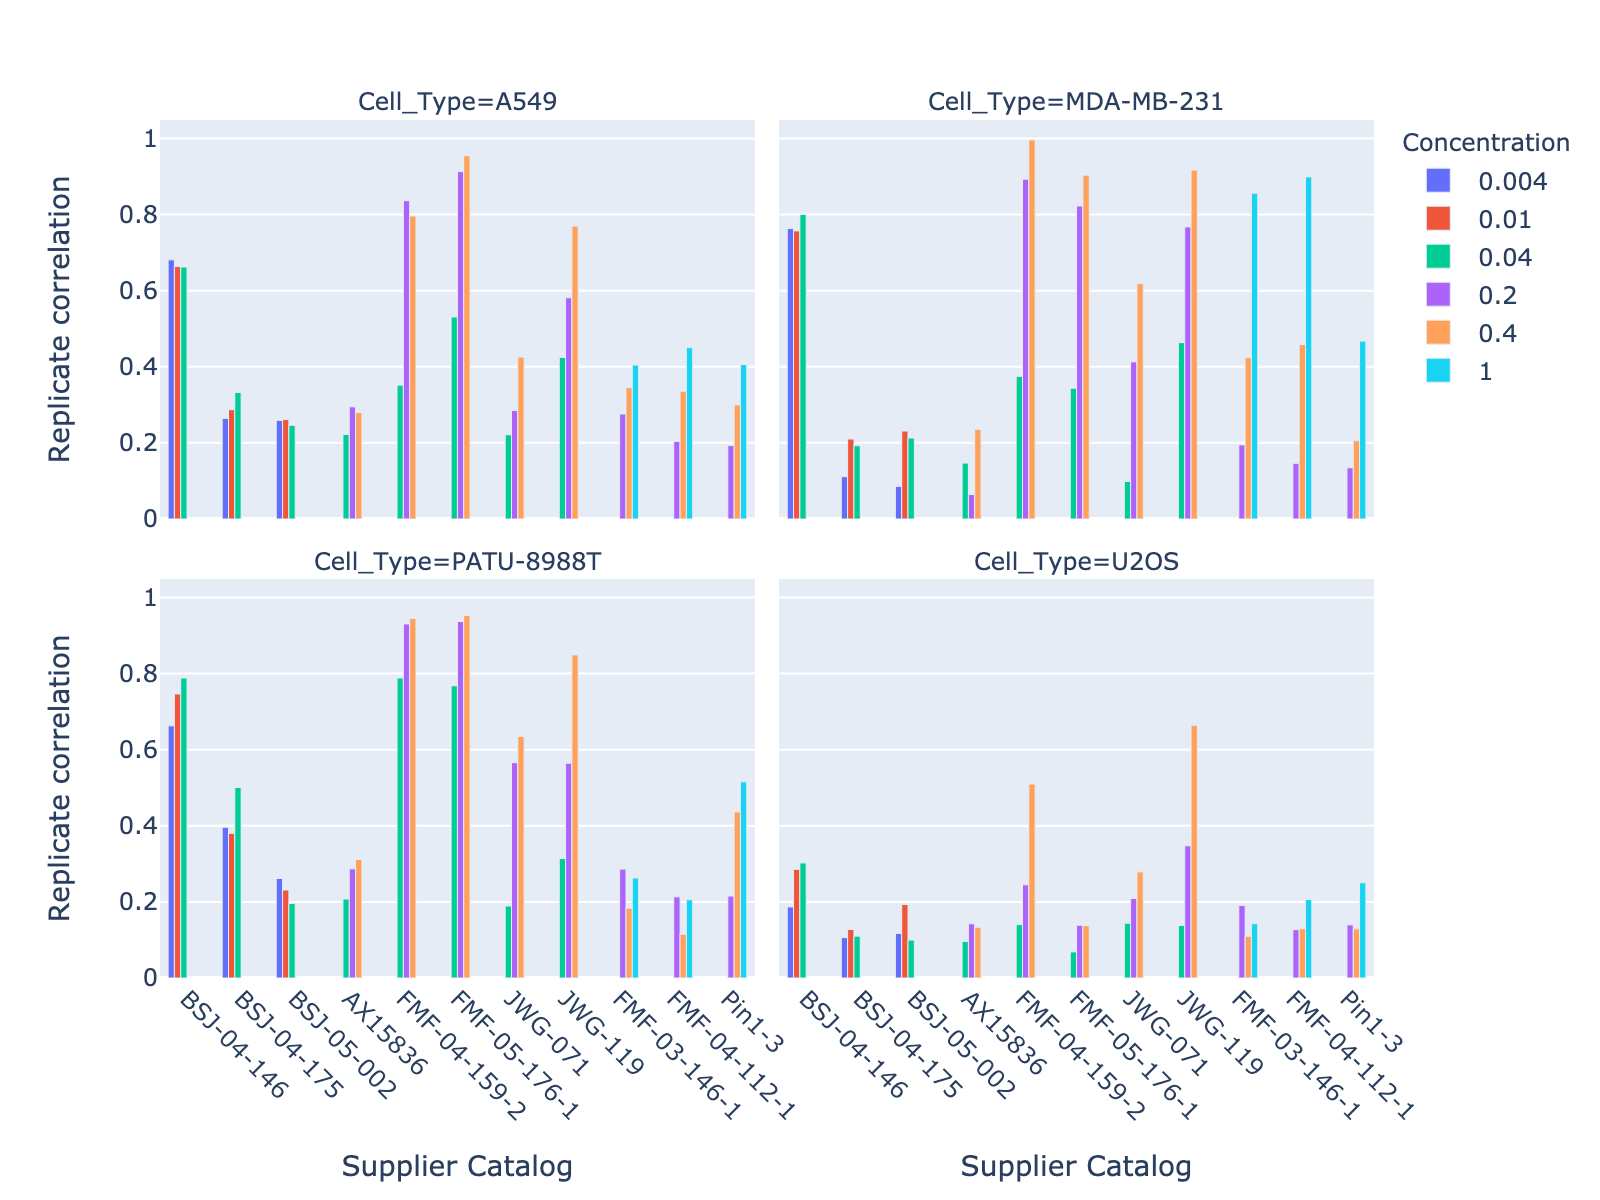 Cell_Type=A549
Cell_Type=MDA-MB-231
Replicate correlation
1
0.8
0.6
0.4
0.2
0
Concentration
0.004
0.01
0.04
0.2
0.4
1
Cell_Type=PATU-8988T
Cell_Type=U2OS
Replicate correlation
1
0.8
0.6
0.4
0.2
0
BSJ-04-146
BSJ-04-175
BSJ-05-002
AX15836
FMF-04-159-2
FMF-05-176-1
JWG-071
JWG-119
FMF-03-146-1
FMF-04-112-1
Pin1-3
BSJ-04-146
BSJ-04-175
BSJ-05-002
AX15836
FMF-04-159-2
FMF-05-176-1
JWG-071
JWG-119
FMF-03-146-1
FMF-04-112-1
Pin1-3
Supplier Catalog
Supplier Catalog